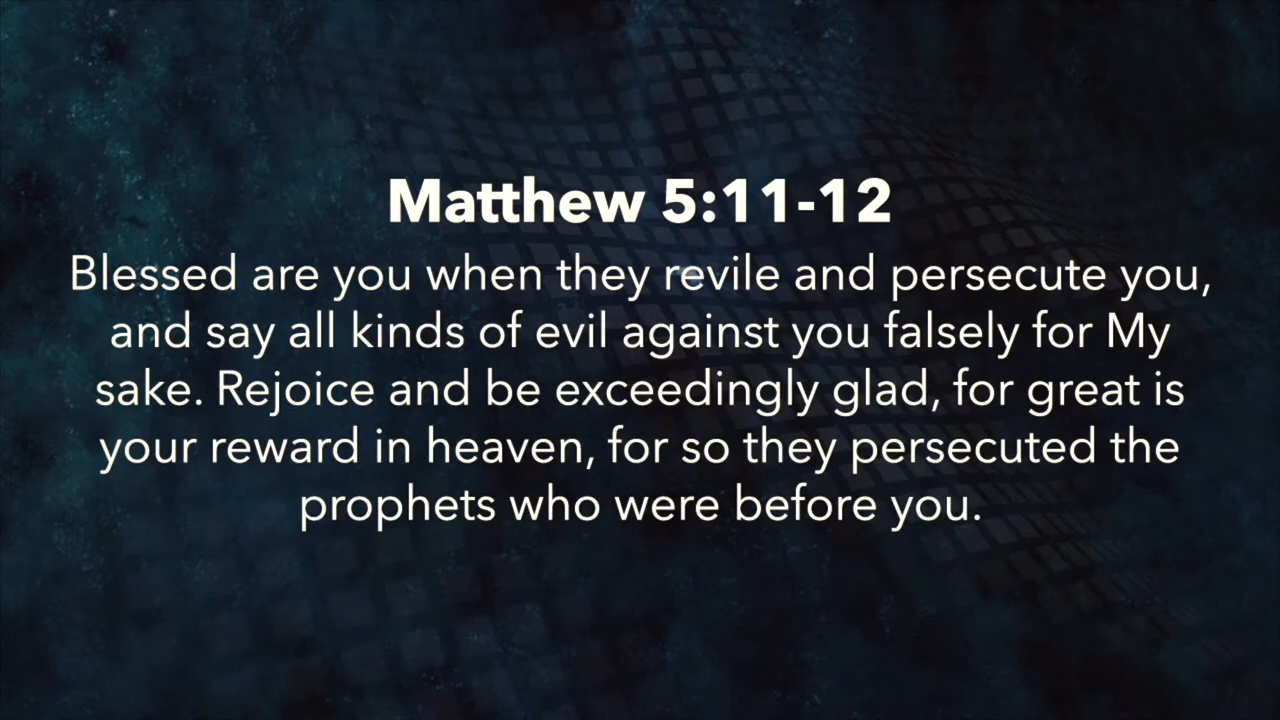 Matthew 5:11-12
Blessed are you when they revile and persecute you,
and say all kinds of evil against you falsely for My
sake. Rejoice and be exceedingly glad, for great is
your reward in heaven, for so they persecuted the
prophets who were before you.